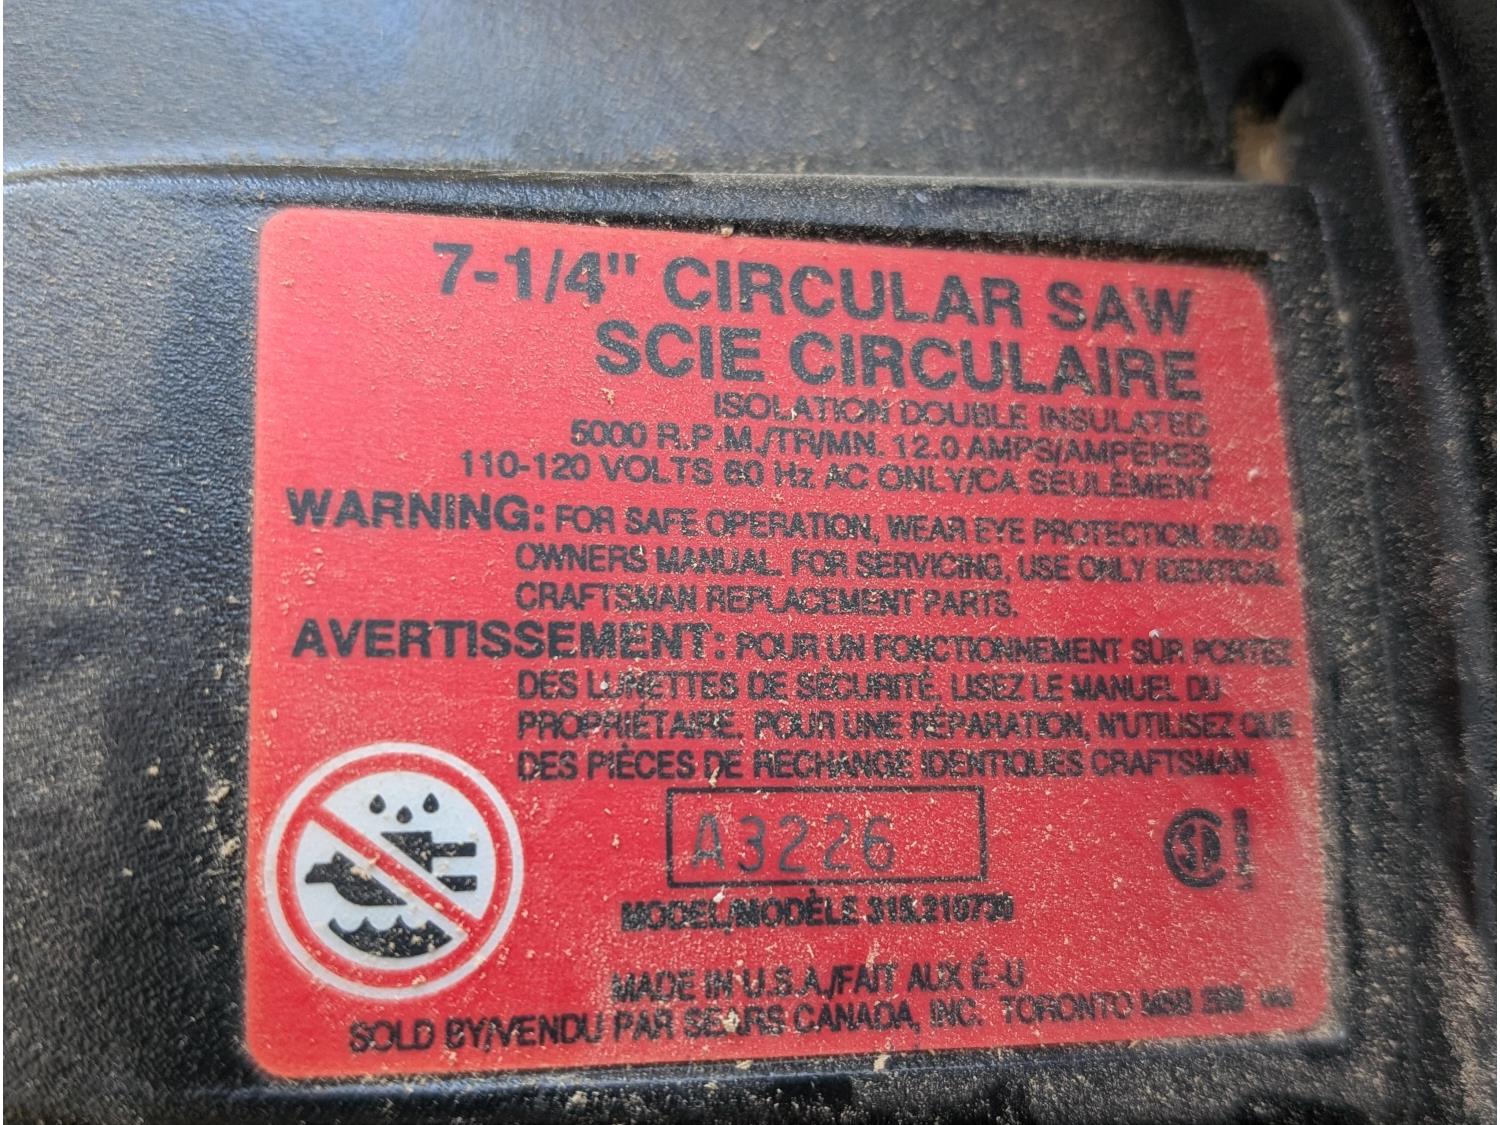 7-1/4" CIRCULAR SAW
SCIE CIRCULAIRE
ISOLATION DOUBLE INSULATED
5000 R.P.M./TR/MN. 12.0 AMPS/AMPÈRES
110-120 VOLTS 60 Hz AC ONLY/CA SEULEMENT
WARNING: FOR SAFE OPERATION, WEAR EYE PROTECTION. READ
OWNERS MANUAL. FOR SERVICING, USE ONLY IDENTICAL
CRAFTSMAN REPLACEMENT PARTS.
AVERTISSEMENT: POUR UN FONCTIONNEMENT SÛR PORTEZ
DES LUNETTES DE SÉCURITÉ. LISEZ LE MANUEL DU
PROPRIÉTAIRE. POUR UNE RÉPARATION, N'UTILISEZ QUE
DES PIÈCES DE RECHANGE IDENTIQUES CRAFTSMAN.
A3226
MODEL/MODÈLE
MADE IN U.S.A./FAIT AUX É-U
SOLD BY/VENDU PAR SEARS CANADA, INC. TORONTO